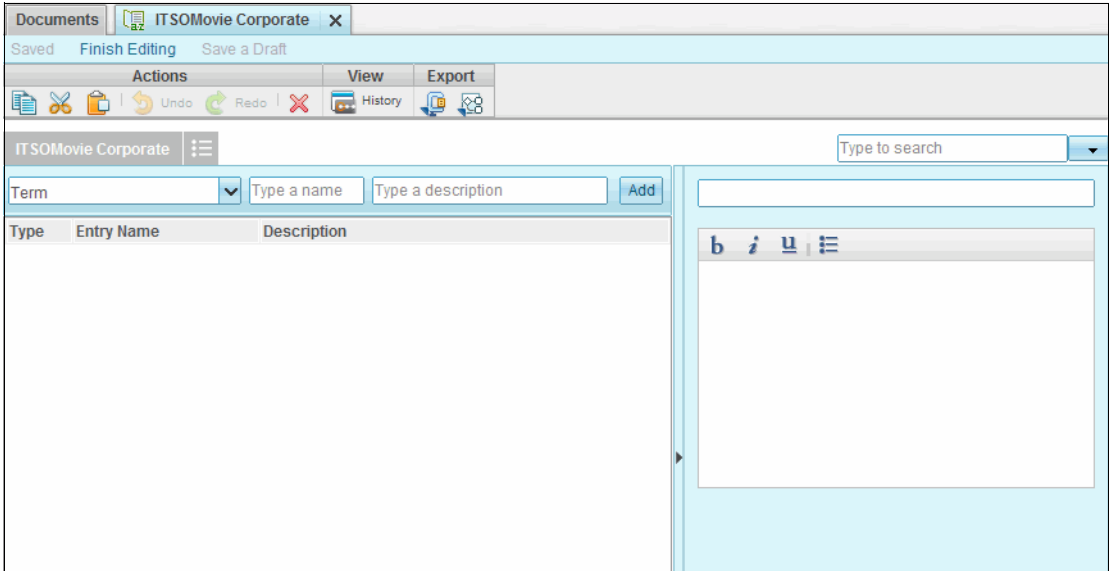 Documents ITSOMovie Corporate X
Saved Finish Editing Save a Draft
Actions View Export
Undo Redo History
ITSOMovie Corporate Type to search
Term Type a name Type a description Add
Type Entry Name Description
b i u